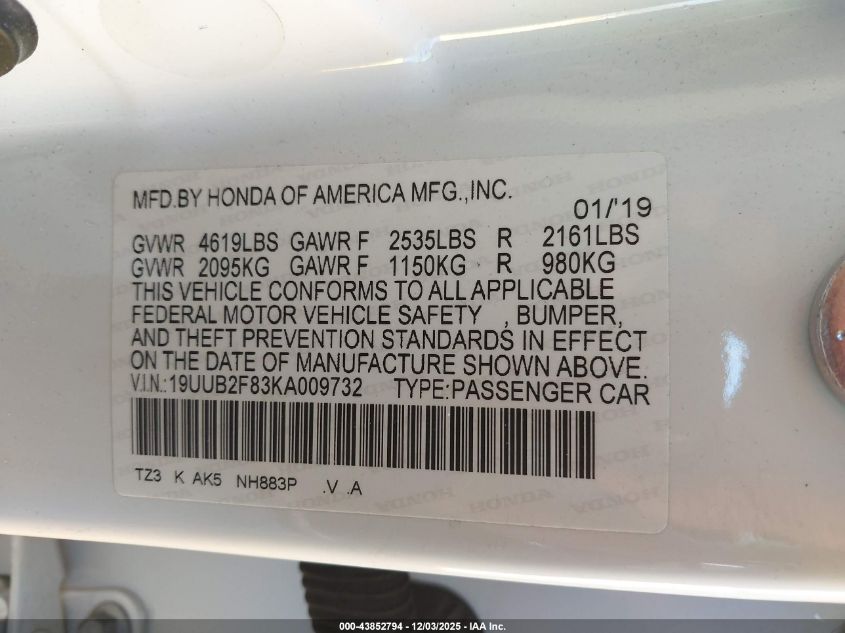 MFD.BY HONDA OF AMERICA MFG.,INC.
01/'19
GVWR 4619LBS GAWR F 2535LBS R 2161LBS
GVWR 2095KG GAWR F 1150KG R 980KG
THIS VEHICLE CONFORMS TO ALL APPLICABLE
FEDERAL MOTOR VEHICLE SAFETY , BUMPER,
AND THEFT PREVENTION STANDARDS IN EFFECT
ON THE DATE OF MANUFACTURE SHOWN ABOVE.
V.I.N.:19UUB2F83KA009732 TYPE:PASSENGER CAR
TZ3 K AK5 NH883P .V .A
000-43852794 - 12/03/2025 - IAA, Inc.